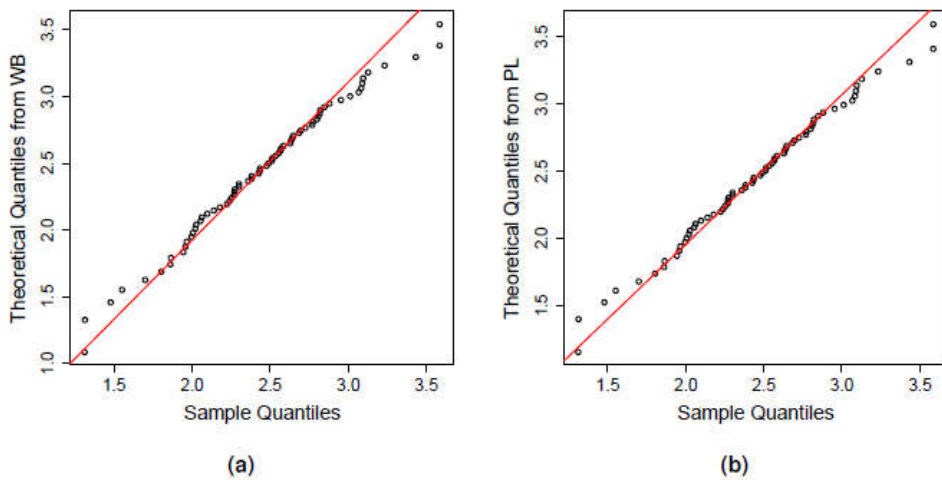 Theoretical Quantiles from WB
3.5
3.0
2.5
2.0
1.5
1.0
1.5 2.0 2.5 3.0 3.5
Sample Quantiles
(a)
Theoretical Quantiles from PL
3.5
3.0
2.5
2.0
1.5
1.5 2.0 2.5 3.0 3.5
Sample Quantiles
(b)